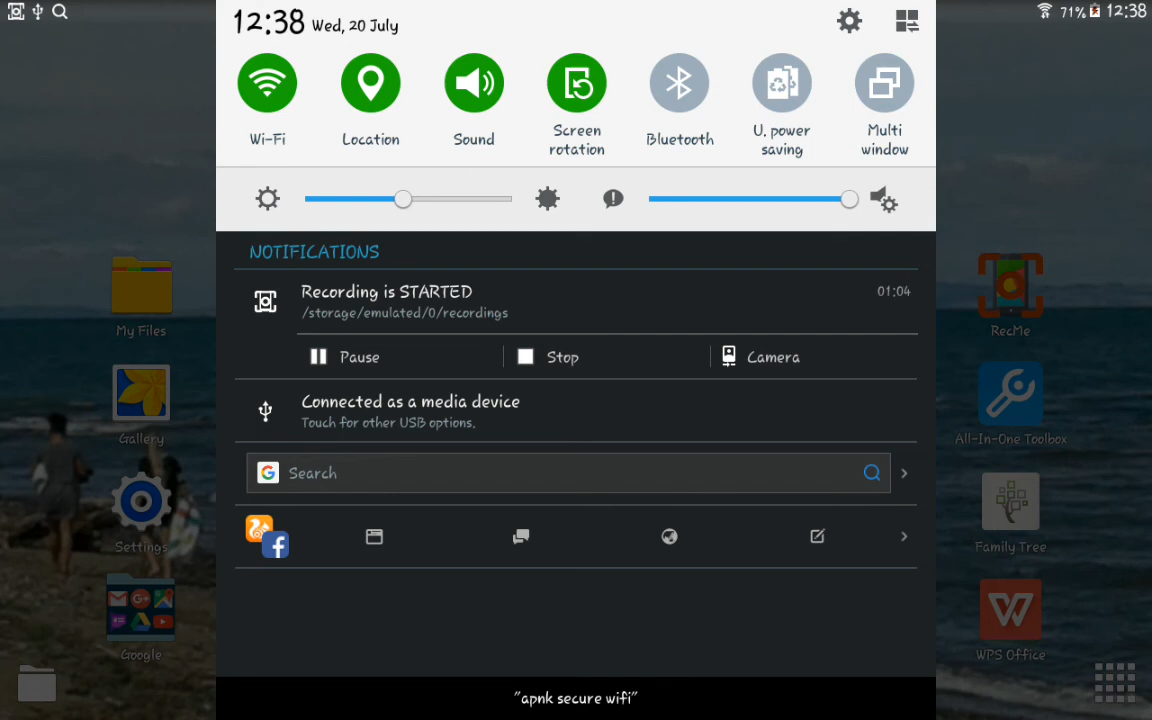 71% 12:38
12:38 Wed, 20 July
Wi-Fi
Location
Sound
Screen
rotation
Bluetooth
U. power
saving
Multi
window
NOTIFICATIONS
Recording is STARTED 01:04
/storage/emulated/0/recordings
Pause
Stop
Camera
Connected as a media device
Touch for other USB options.
Search
"apnk secure wifi"
My Files
Gallery
Settings
Google
RecMe
All-In-One Toolbox
Family Tree
WPS Office